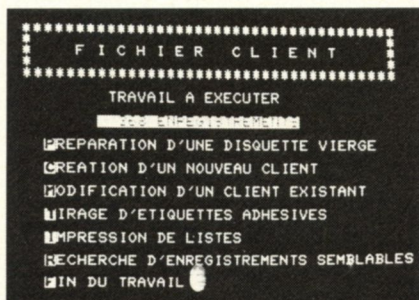 ****************************************
FICHIER CLIENT
****************************************
TRAVAIL A EXECUTER
ENREGISTREMENTS
PREPARATION D'UNE DISQUETTE VIERGE
CREATION D'UN NOUVEAU CLIENT
MODIFICATION D'UN CLIENT EXISTANT
TIRAGE D'ETIQUETTES ADHESIVES
IMPRESSION DE LISTES
RECHERCHE D'ENREGISTREMENTS SEMBLABLES
FIN DU TRAVAIL